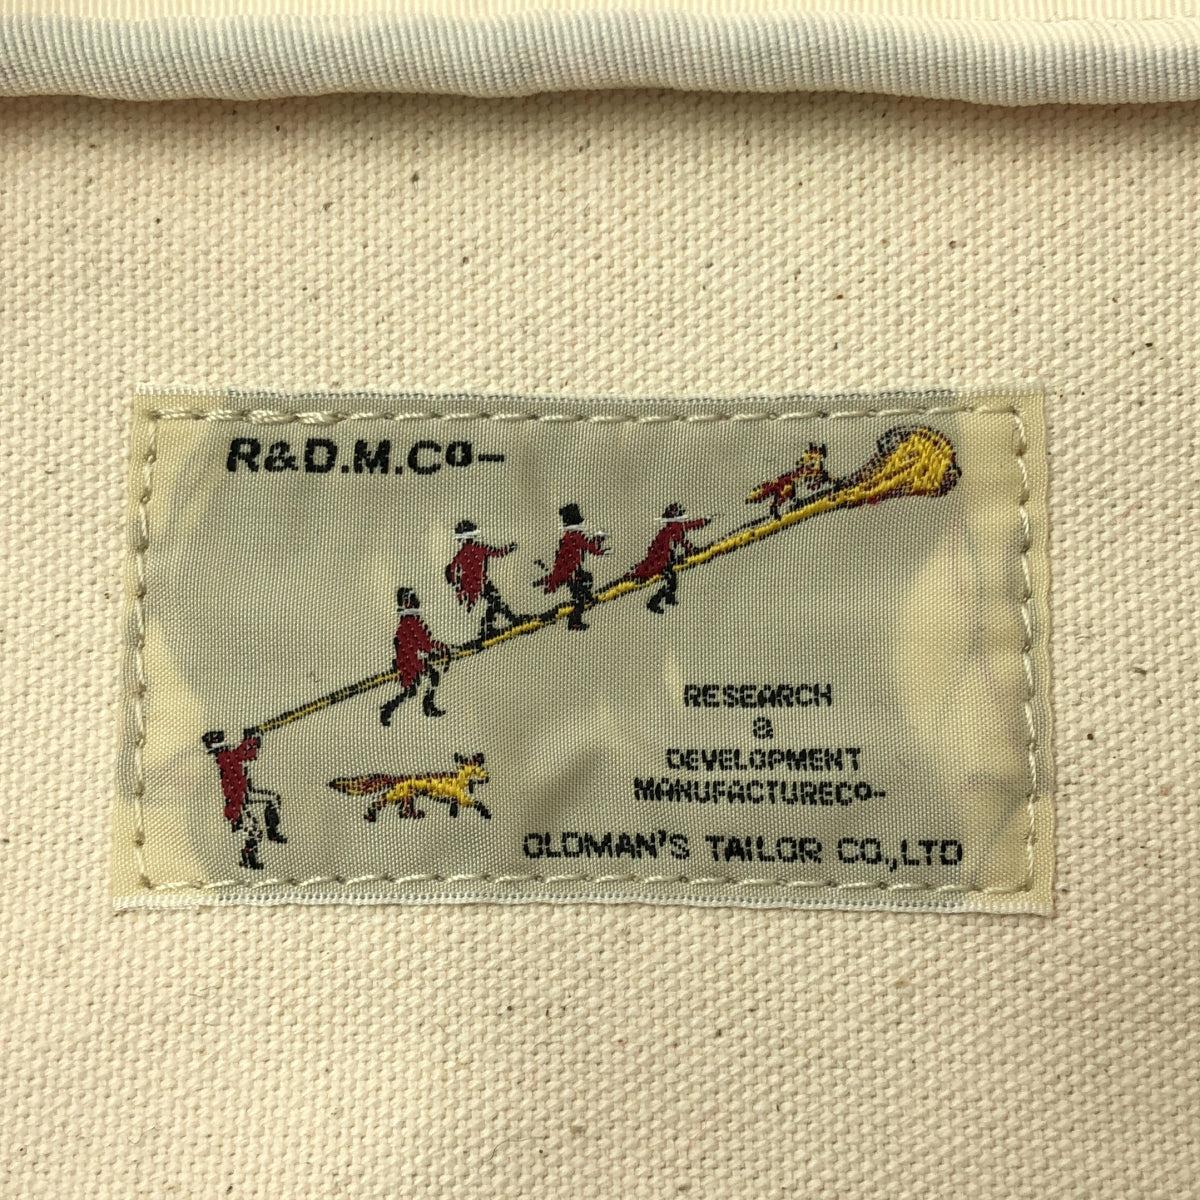 R&D.M.Co-
RESEARCH
&
DEVELOPMENT
MANUFACTURECo-
OLDMAN'S TAILOR CO.,LTD